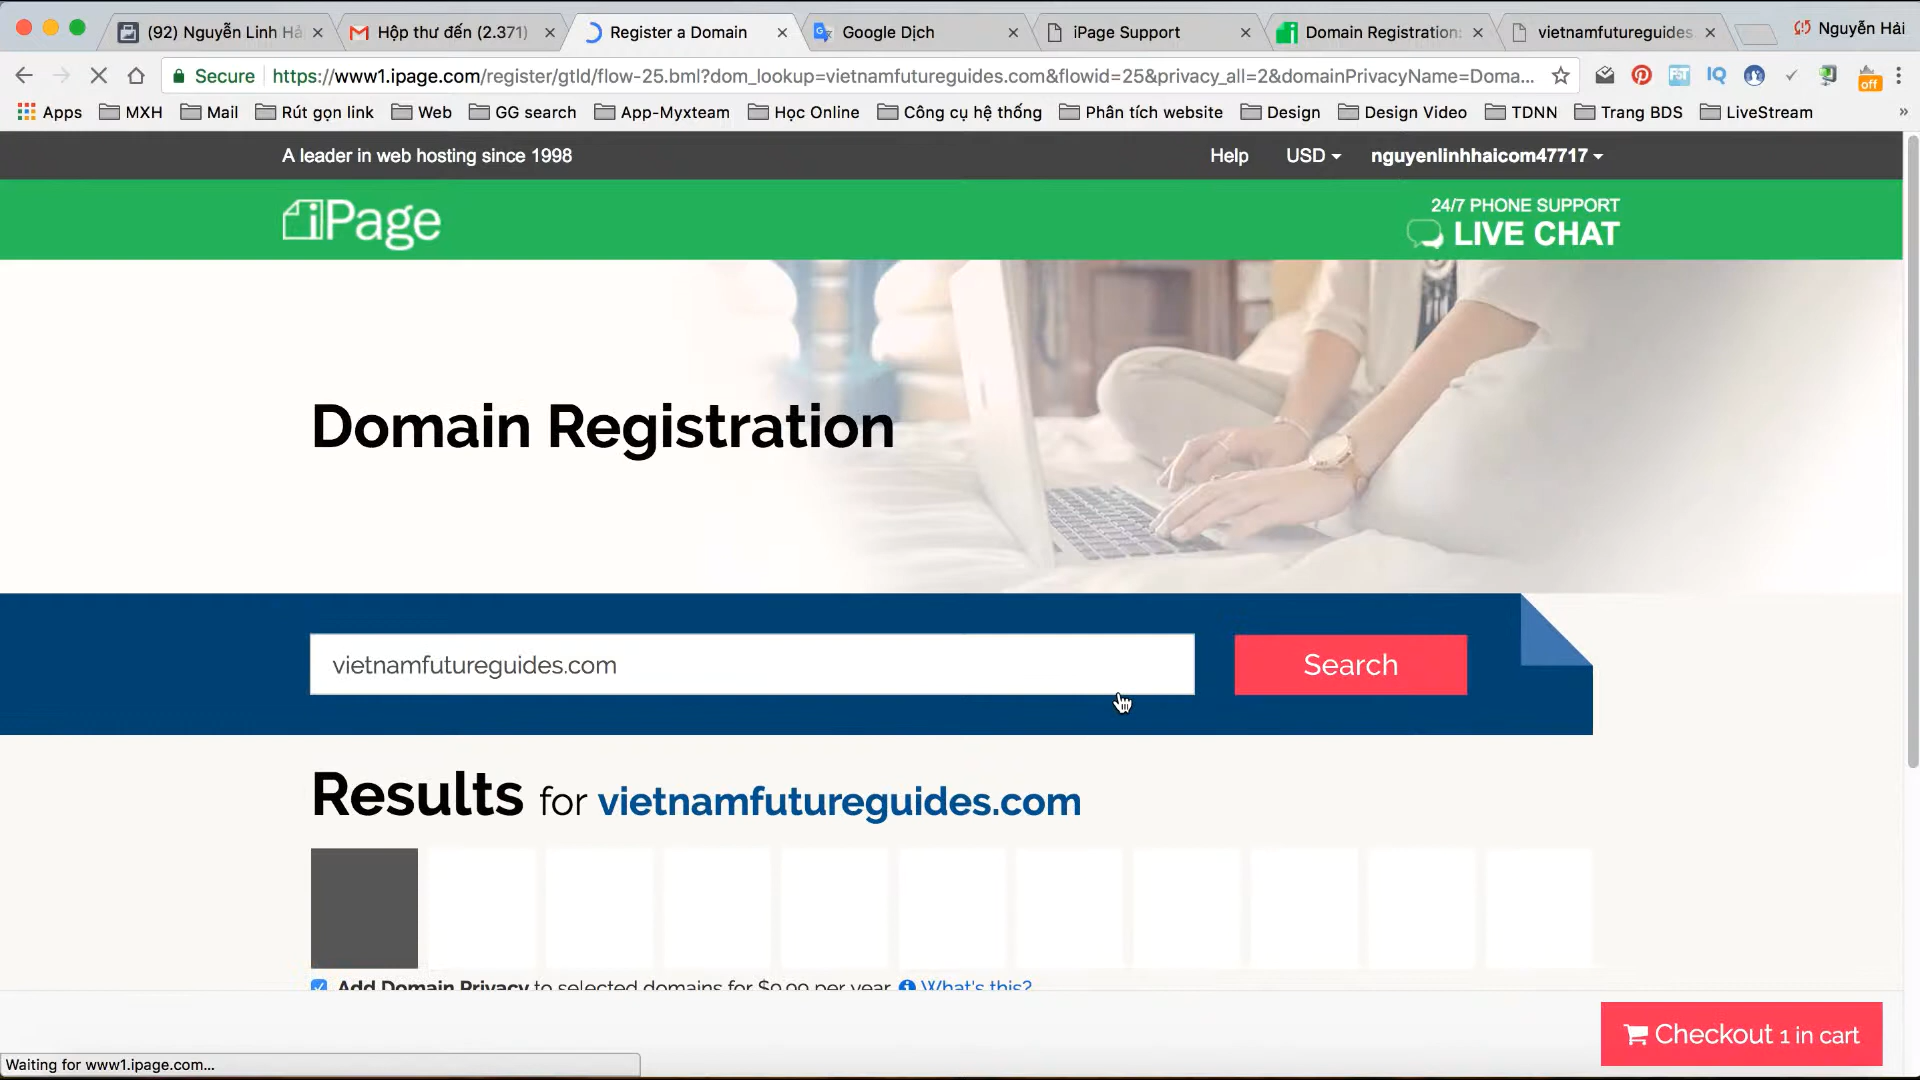 (92) Nguyễn Linh Hả
Hộp thư đến (2.371)
Register a Domain
Google Dịch
iPage Support
Domain Registration:
vietnamfutureguides.
Nguyễn Hải
Secure
https://www1.ipage.com/register/gtld/flow-25.bml?dom_lookup=vietnamfutureguides.com&flowid=25&privacy_all=2&domainPrivacyName=Doma...
FST
IQ
off
Apps
MXH
Mail
Rút gọn link
Web
GG search
App-Myxteam
Học Online
Công cụ hệ thống
Phân tích website
Design
Design Video
TDNN
Trang BDS
LiveStream
»
A leader in web hosting since 1998
Help
USD
nguyenlinhhaicom47717
iPage
24/7 PHONE SUPPORT
LIVE CHAT
Domain Registration
vietnamfutureguides.com
Search
Results for vietnamfutureguides.com
Add Domain Privacy to selected domains for $9.99 per year What's this?
Checkout 1 in cart
Waiting for www1.ipage.com...